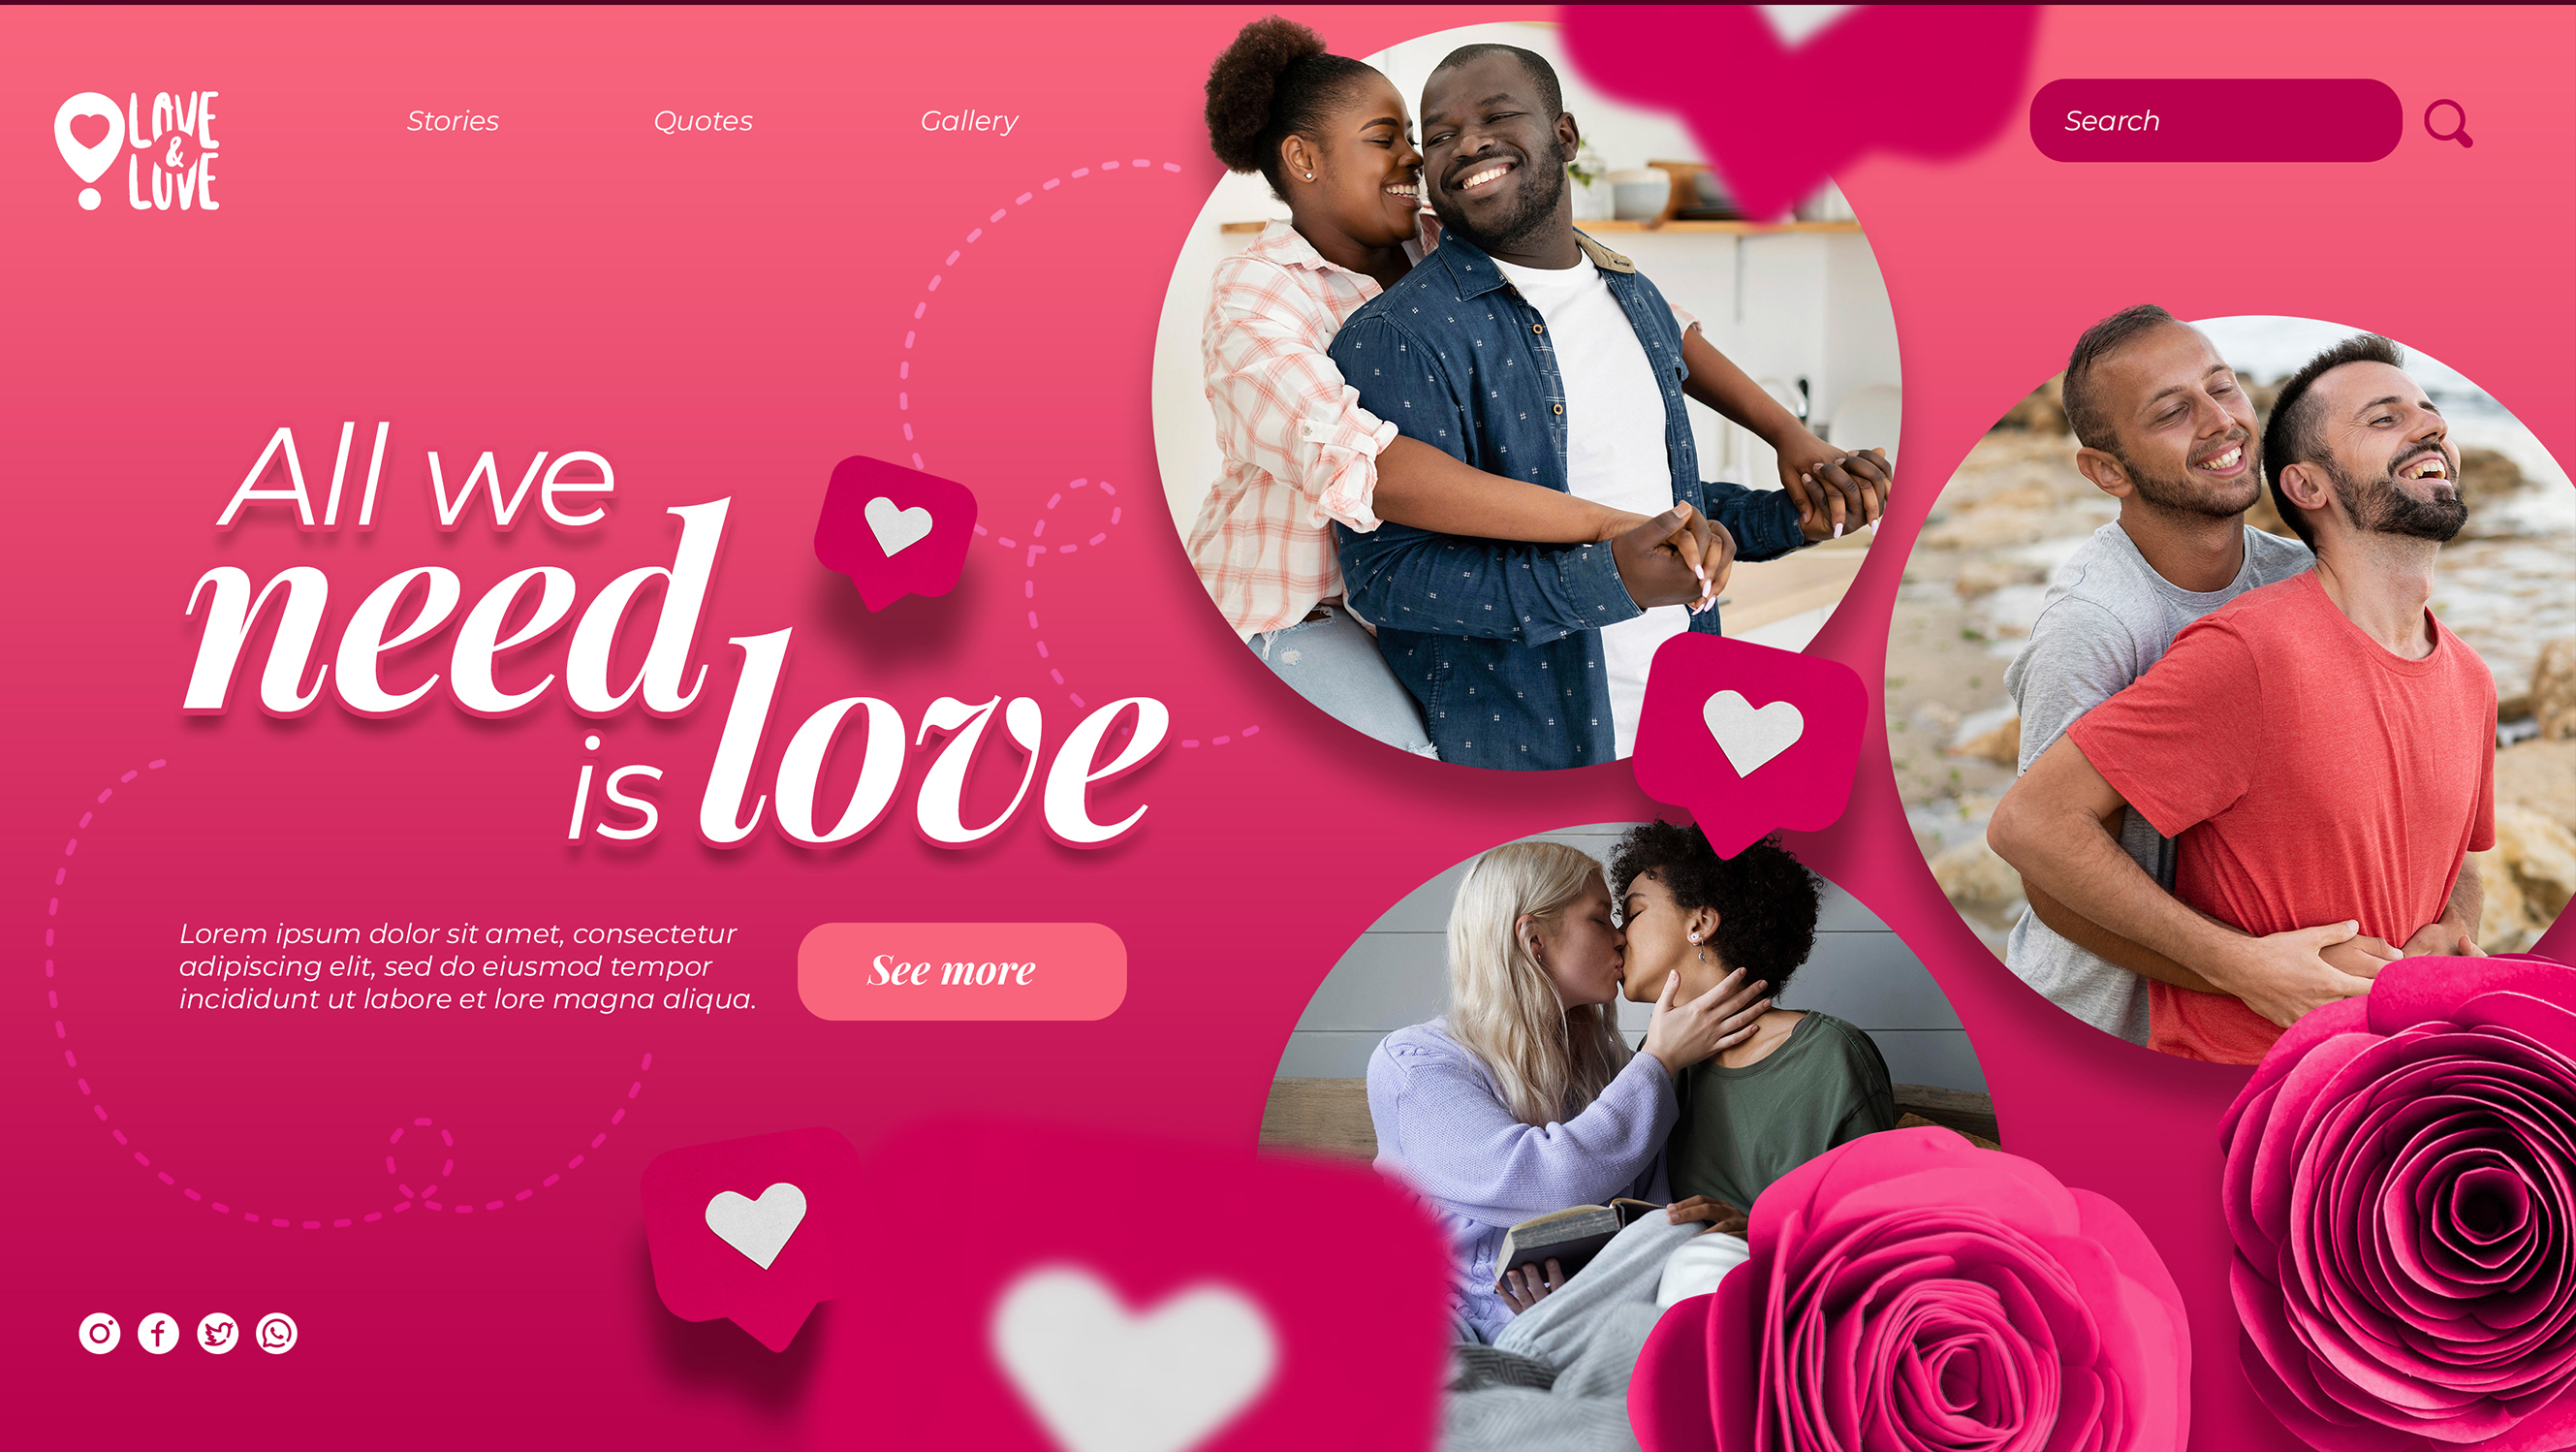 LOVE
&
LOVE
Stories
Quotes
Gallery
Search
All we
need
is love
Lorem ipsum dolor sit amet, consectetur
adipiscing elit, sed do eiusmod tempor
incididunt ut labore et lore magna aliqua.
See more